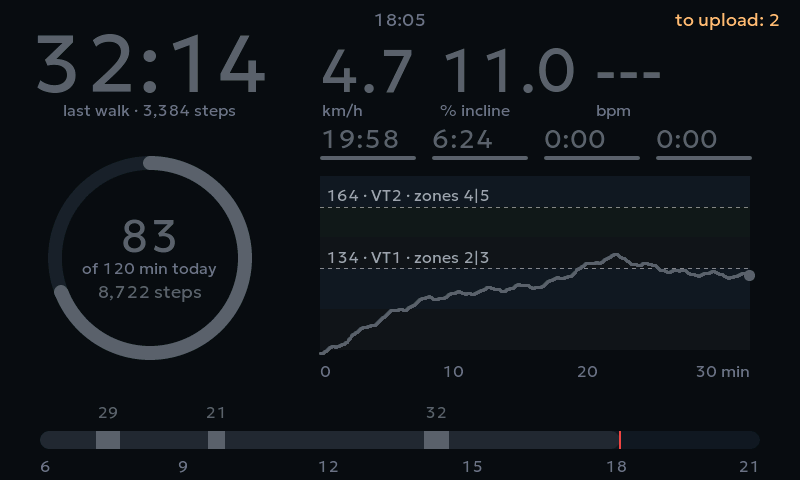 18:05
to upload: 2
32:14
4.7 11.0 ---
last walk · 3,384 steps
km/h % incline bpm
19:58 6:24 0:00 0:00
164 · VT2 · zones 4|5
134 · VT1 · zones 2|3
83
of 120 min today
8,722 steps
0 10 20 30 min
29 21 32
6 9 12 15 18 21